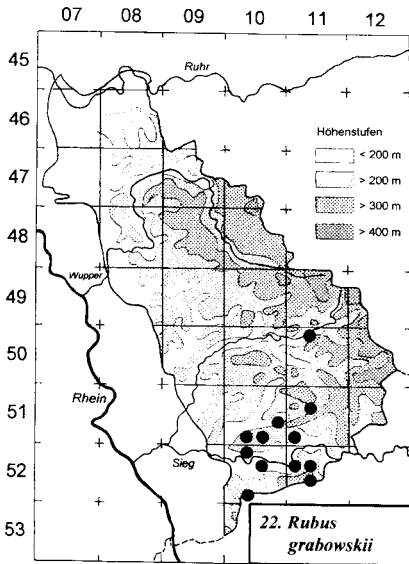 07 08 09 10 11 12
45
Ruhr
46
Höhenstufen
< 200 m
47
> 200 m
> 300 m
48
> 400 m
Wupper
49
50
Rhein
51
Sieg
52
22. Rubus
grabowskii
53